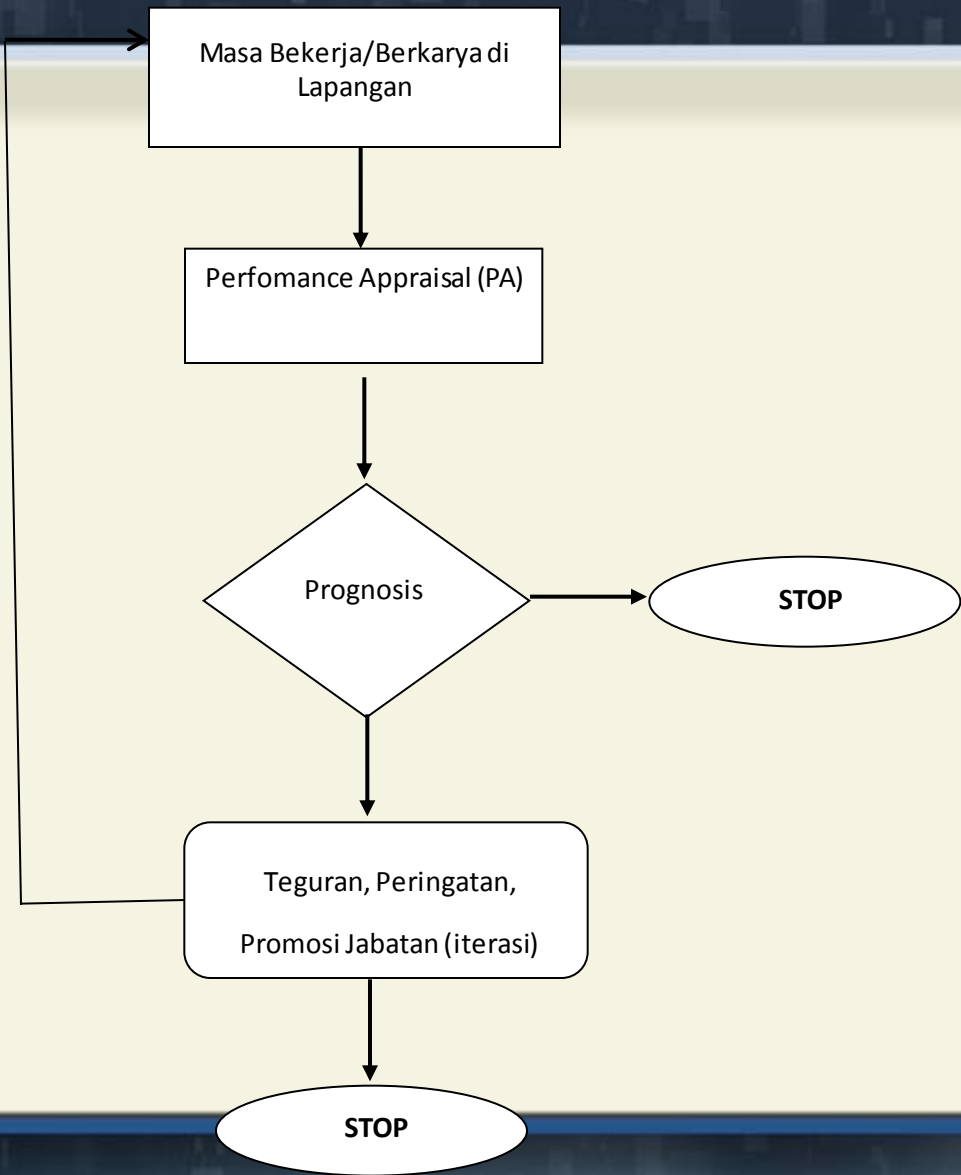 Masa Bekerja/Berkarya di
Lapangan
Perfomance Appraisal (PA)
Prognosis
STOP
Teguran, Peringatan,
Promosi Jabatan (iterasi)
STOP